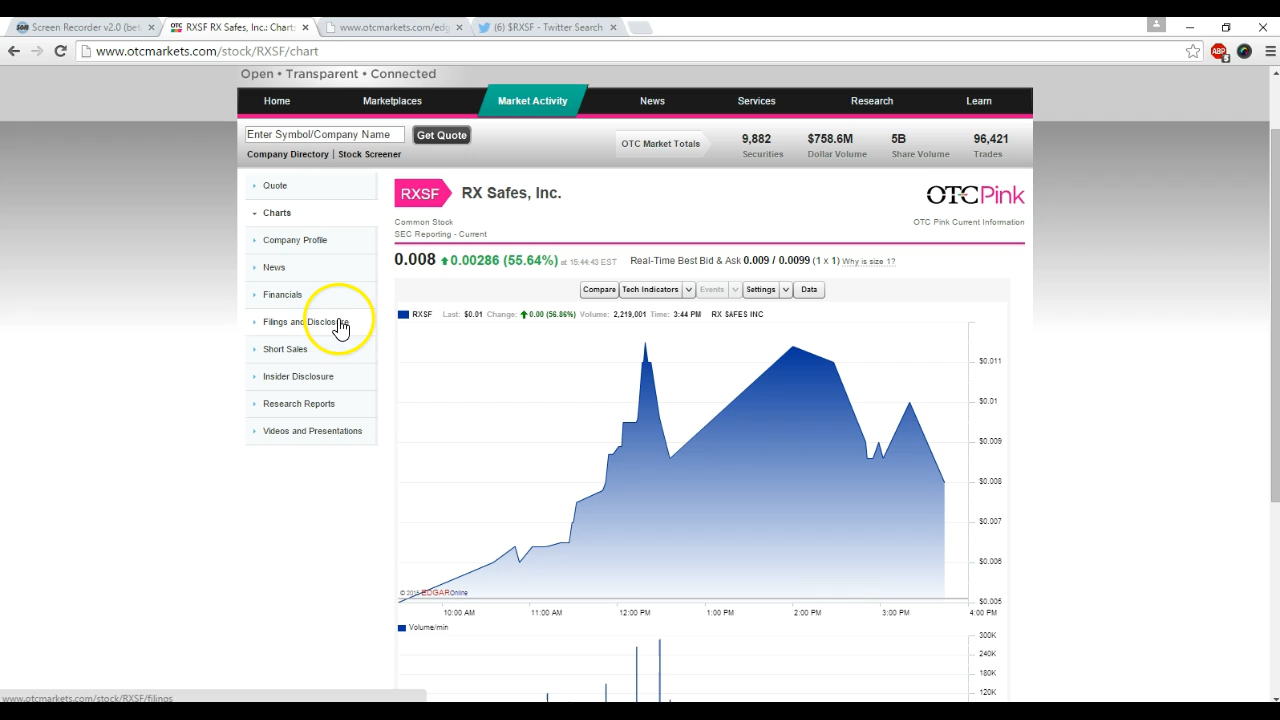 Screen Recorder v2.0 (bet
OTC RXSF RX Safes, Inc.: Charts
www.otcmarkets.com/edg
(6) $RXSF - Twitter Search
www.otcmarkets.com/stock/RXSF/chart
ABP 5
Open • Transparent • Connected
Home Marketplaces Market Activity News Services Research Learn
Enter Symbol/Company Name Get Quote
Company Directory | Stock Screener
OTC Market Totals
9,882 $758.6M 5B 96,421
Securities Dollar Volume Share Volume Trades
Quote
Charts
Company Profile
News
Financials
Filings and Disclosure
Short Sales
Insider Disclosure
Research Reports
Videos and Presentations
RXSF RX Safes, Inc.
OTC Pink
Common Stock
SEC Reporting - Current
OTC Pink Current Information
0.008 0.00286 (55.64%) at 15:44:43 EST Real-Time Best Bid & Ask 0.009 / 0.0099 (1 x 1) Why is size 1?
Compare Tech Indicators Events Settings Data
RXSF Last: $0.01 Change: 0.00 (56.86%) Volume: 2,219,001 Time: 3:44 PM RX SAFES INC
$0.011
$0.01
$0.009
$0.008
$0.007
$0.006
$0.005
© 2015 EDGAROnline
10:00 AM 11:00 AM 12:00 PM 1:00 PM 2:00 PM 3:00 PM 4:00 PM
Volume/min
300K
240K
180K
120K
www.otcmarkets.com/stock/RXSF/filings